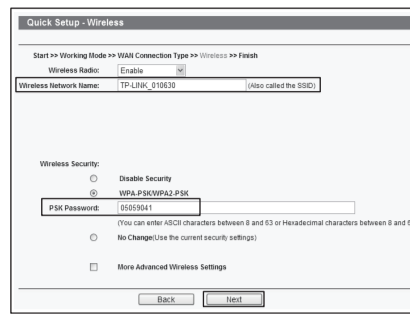 Quick Setup - Wireless
Start >> Working Mode >> WAN Connection Type >> Wireless >> Finish
Wireless Radio: Enable
Wireless Network Name: TP-LINK_010630 (Also called the SSID)
Wireless Security:
Disable Security
WPA-PSK/WPA2-PSK
PSK Password: 05059041
(You can enter ASCII characters between 8 and 63 or Hexadecimal characters between 8 and 6
No Change(Use the current security settings)
More Advanced Wireless Settings
Back Next